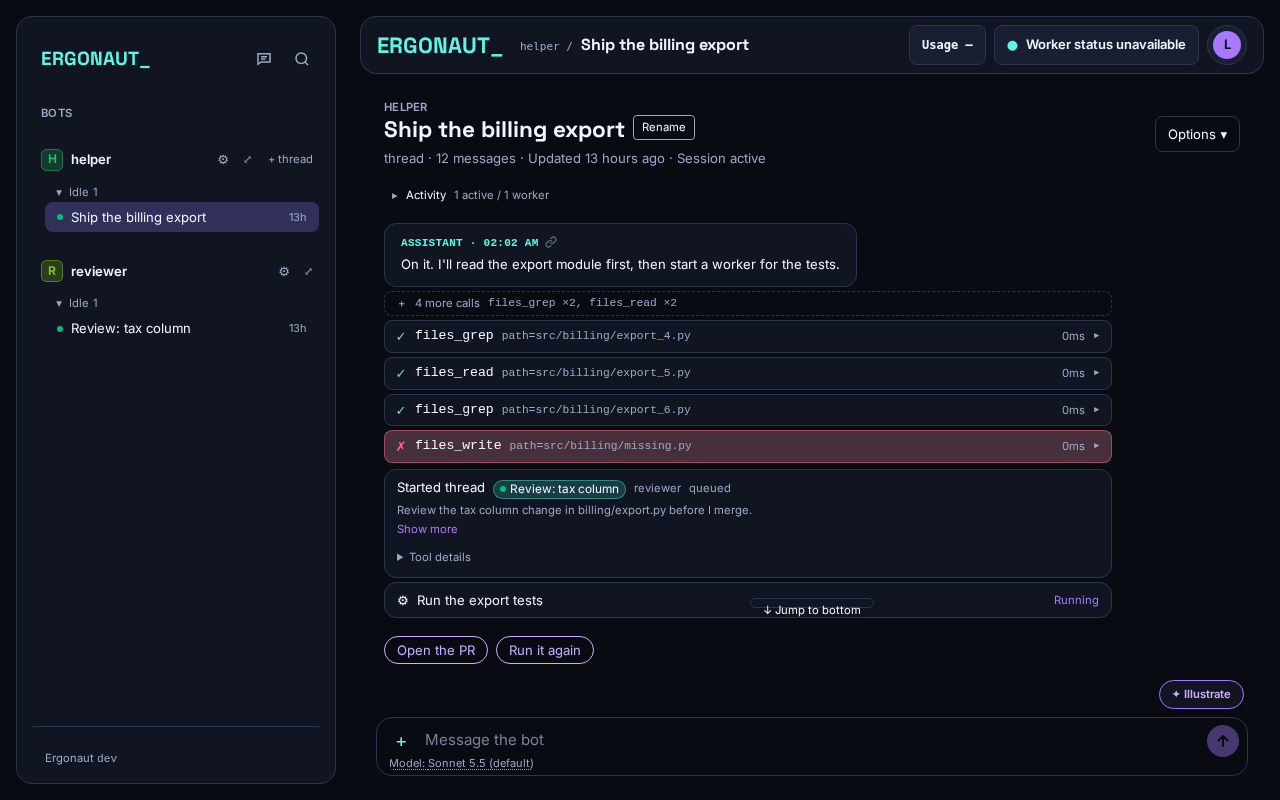 ERGONAUT_
BOTS
H helper ⚙ ⤢ + thread
▾ Idle 1
Ship the billing export 13h
R reviewer ⚙ ⤢
▾ Idle 1
Review: tax column 13h
Ergonaut dev
ERGONAUT_ helper / Ship the billing export Usage — Worker status unavailable L
HELPER
Ship the billing export Rename
Options ▾
thread · 12 messages · Updated 13 hours ago · Session active
▸ Activity 1 active / 1 worker
ASSISTANT · 02:02 AM
On it. I'll read the export module first, then start a worker for the tests.
+ 4 more calls files_grep ×2, files_read ×2
✓ files_grep path=src/billing/export_4.py 0ms ▸
✓ files_read path=src/billing/export_5.py 0ms ▸
✓ files_grep path=src/billing/export_6.py 0ms ▸
✗ files_write path=src/billing/missing.py 0ms ▸
Started thread Review: tax column reviewer queued
Review the tax column change in billing/export.py before I merge.
Show more
▶ Tool details
⚙ Run the export tests Running
↓ Jump to bottom
Open the PR Run it again
✦ Illustrate
+ Message the bot
Model: Sonnet 5.5 (default)